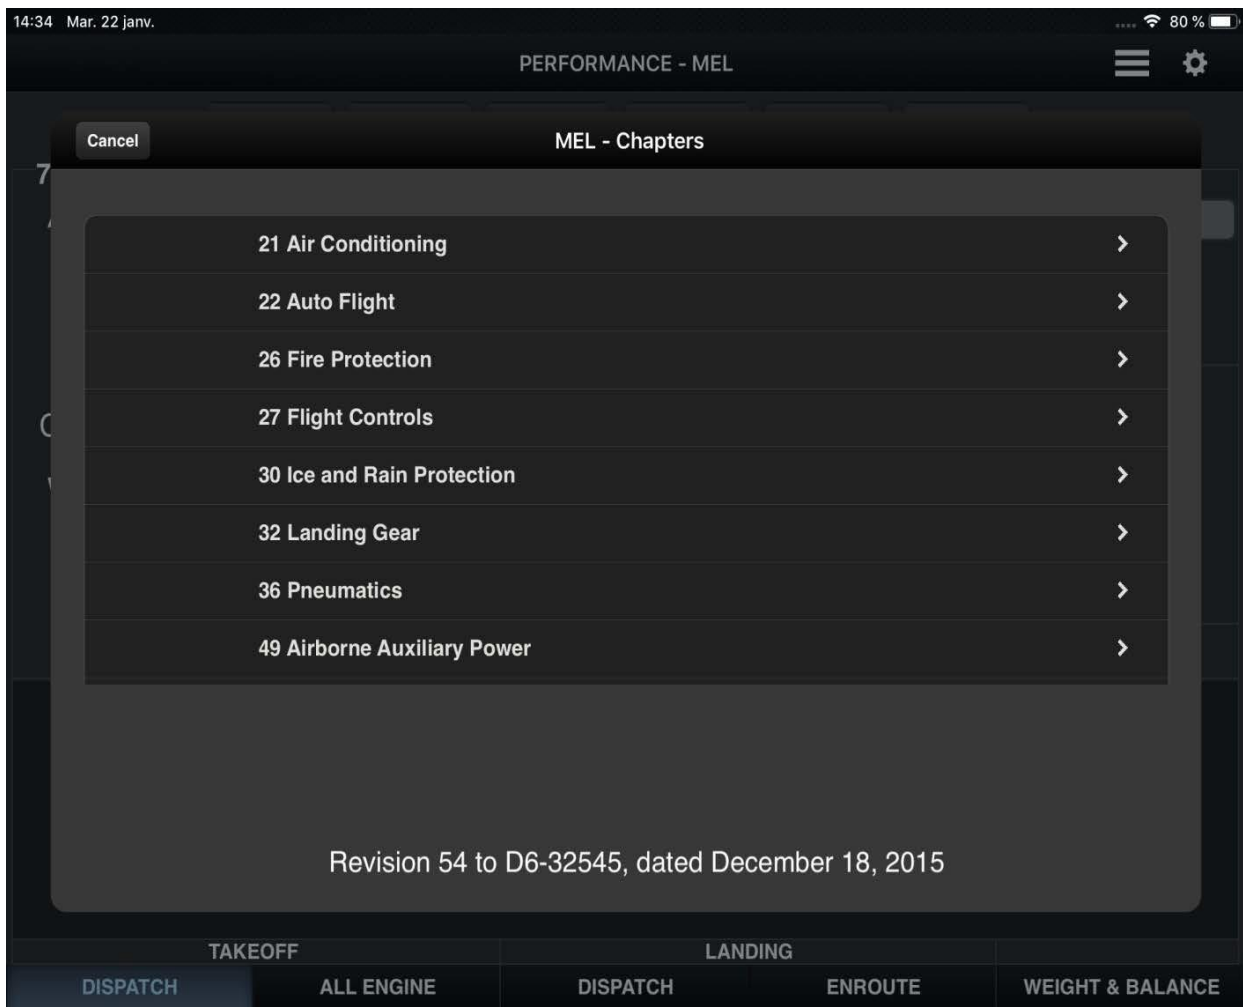 14:34 Mar. 22 janv.
80 %
PERFORMANCE - MEL
Cancel
MEL - Chapters
7
21 Air Conditioning
22 Auto Flight
26 Fire Protection
27 Flight Controls
30 Ice and Rain Protection
32 Landing Gear
36 Pneumatics
49 Airborne Auxiliary Power
Revision 54 to D6-32545, dated December 18, 2015
TAKEOFF LANDING
DISPATCH ALL ENGINE DISPATCH ENROUTE WEIGHT & BALANCE